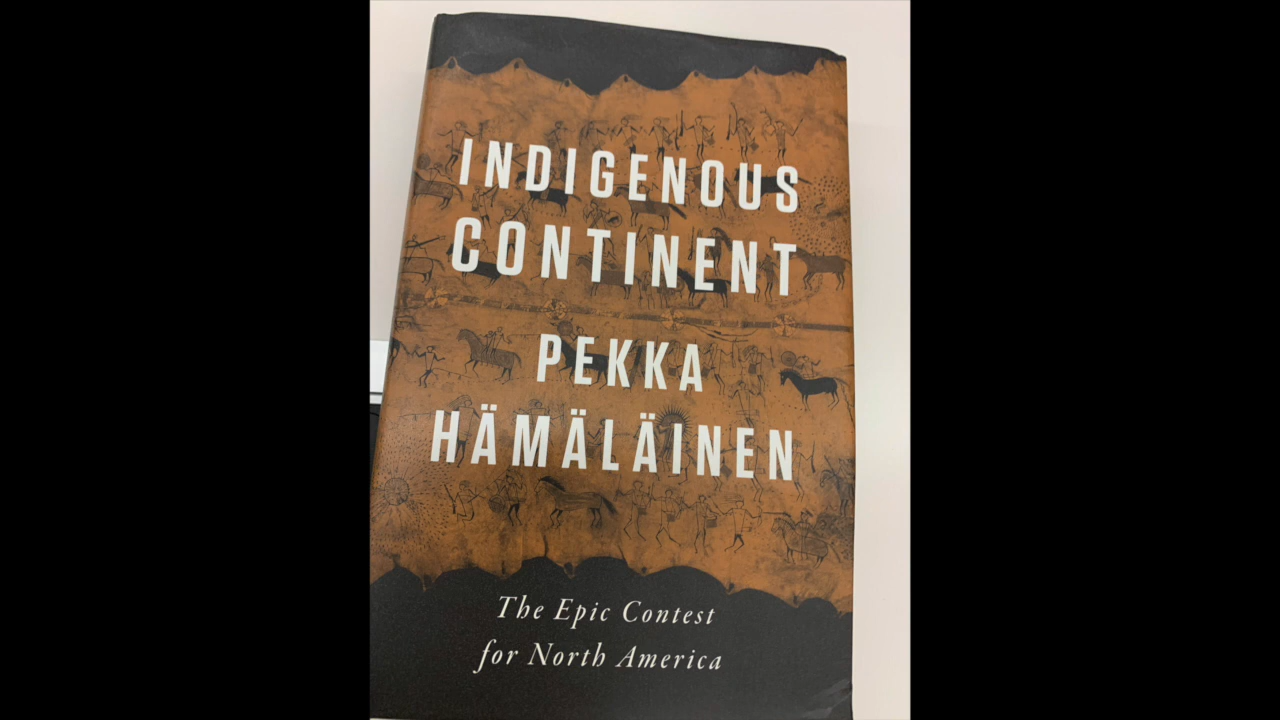 INDIGENOUS
CONTINENT
PEKKA
HÄMÄLÄINEN
The Epic Contest
for North America